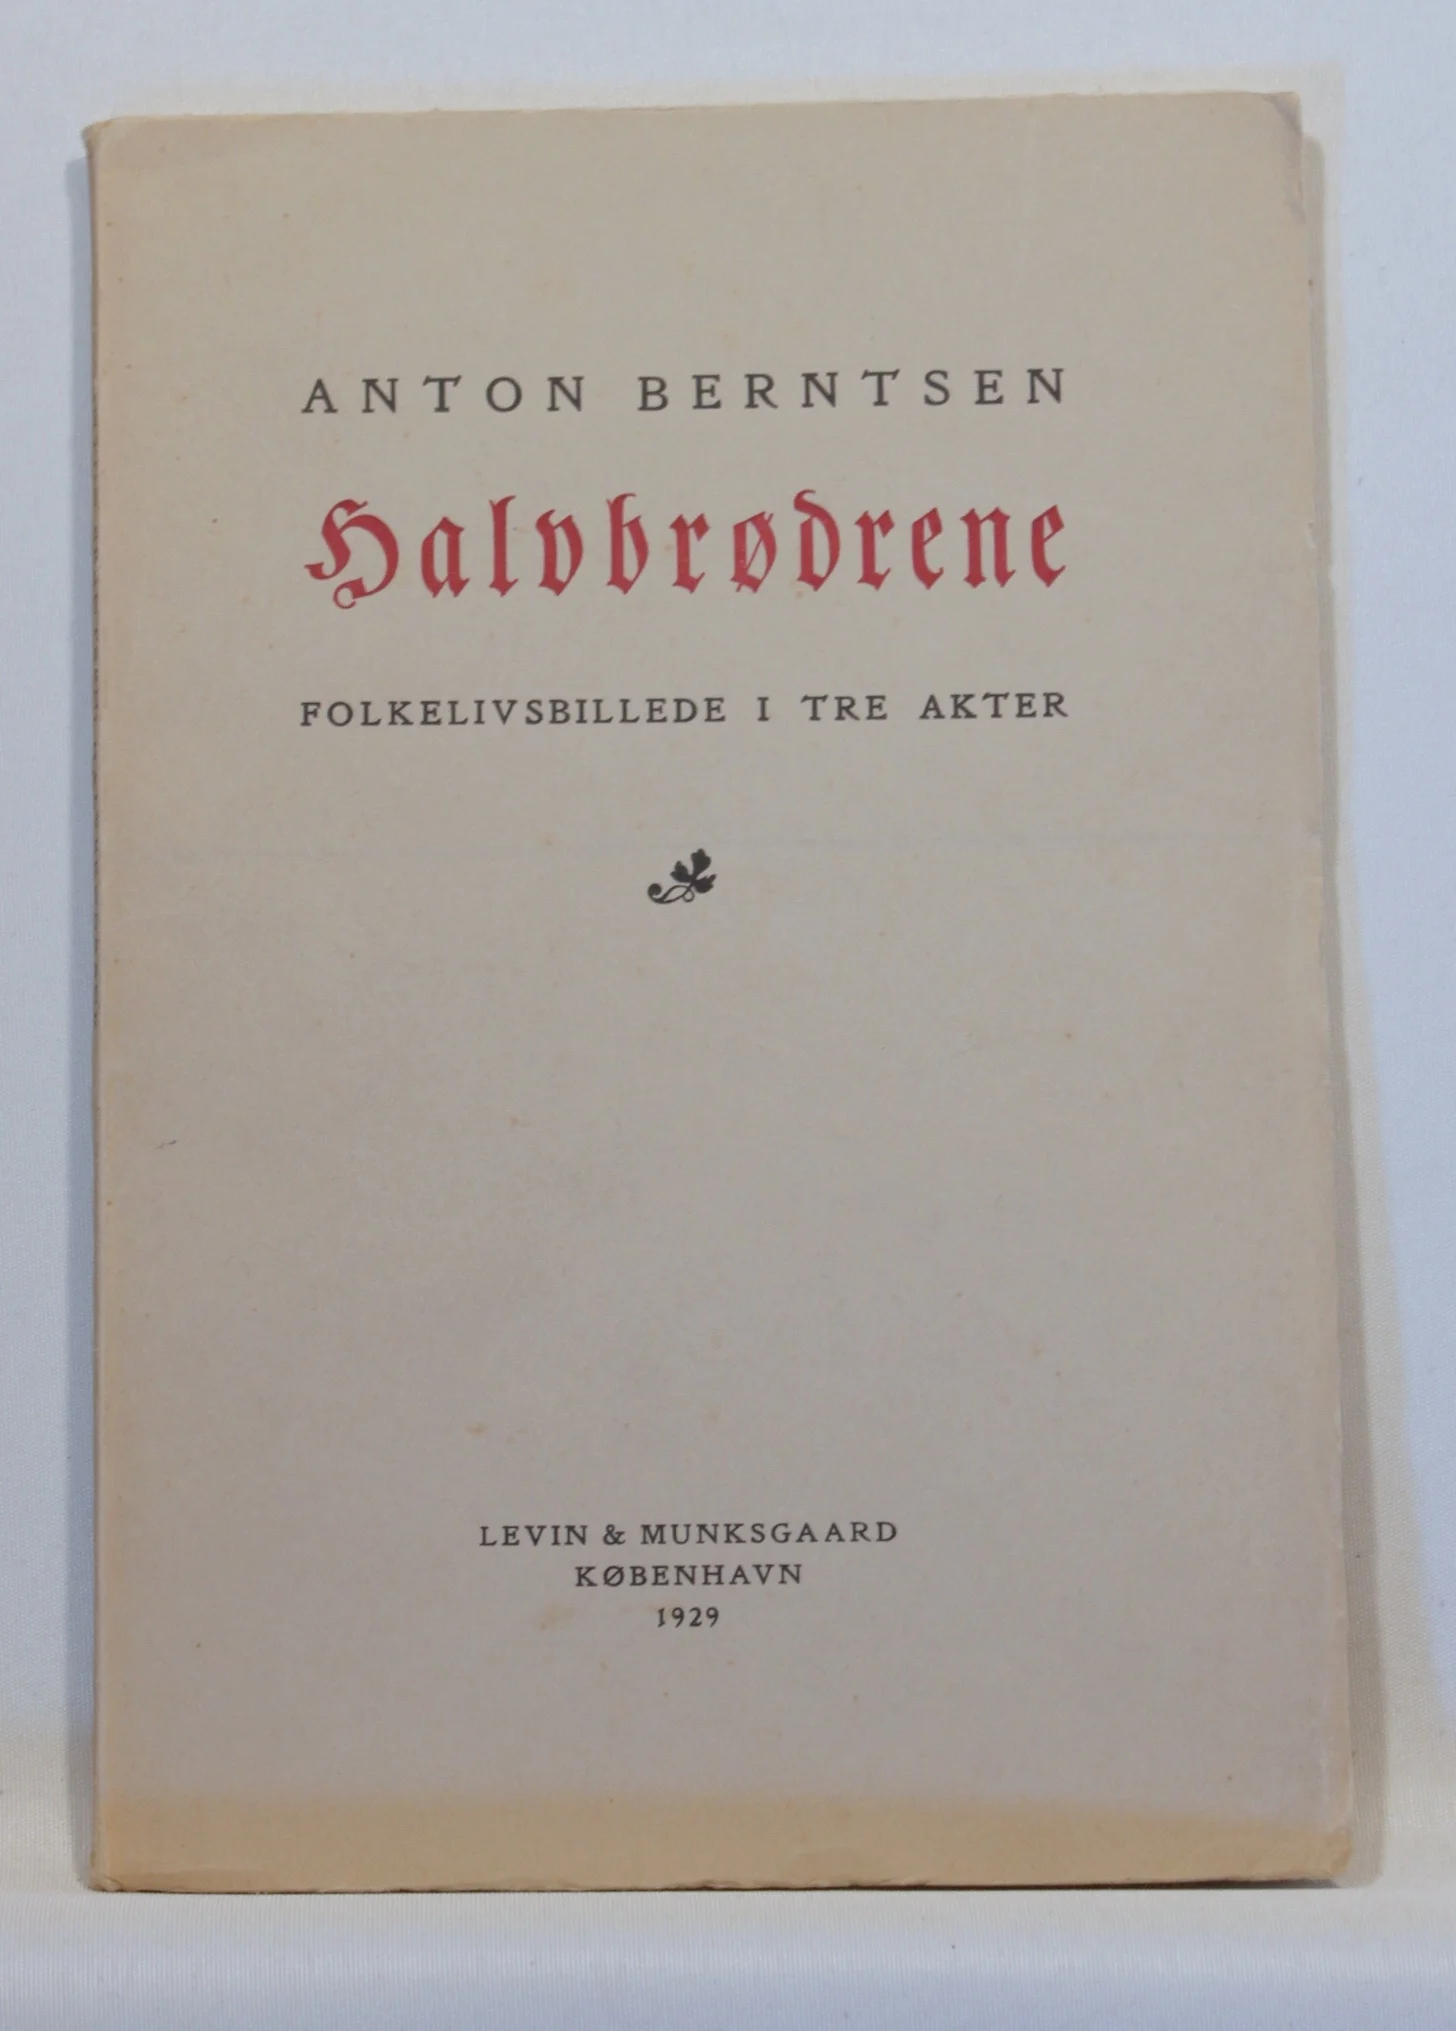 ANTON BERNTSEN
Halvbrødrene
FOLKELIVSBILLEDE I TRE AKTER
LEVIN & MUNKSGAARD
KØBENHAVN
1929